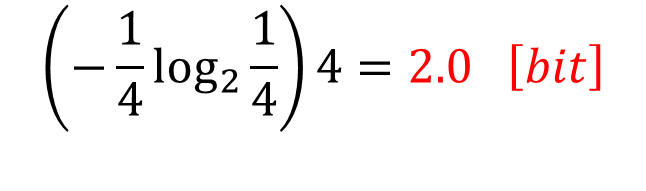 (−1/4 log₂ 1/4) 4 = 2.0 [bit]